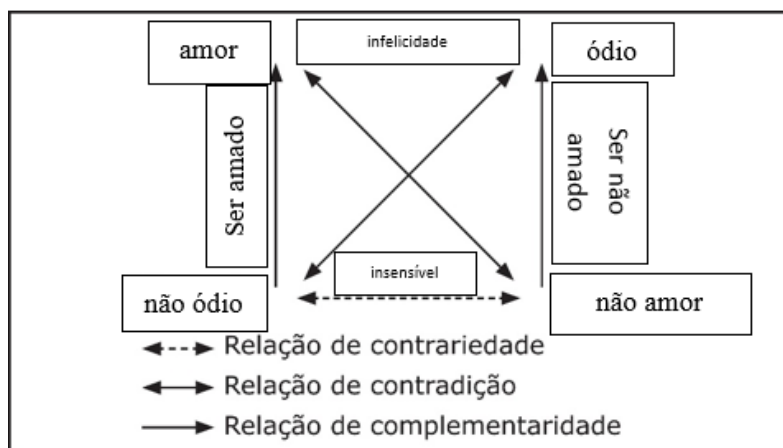 amor
infelicidade
ódio
Ser amado
Ser não
amado
insensível
não ódio
não amor
Relação de contrariedade
Relação de contradição
Relação de complementaridade